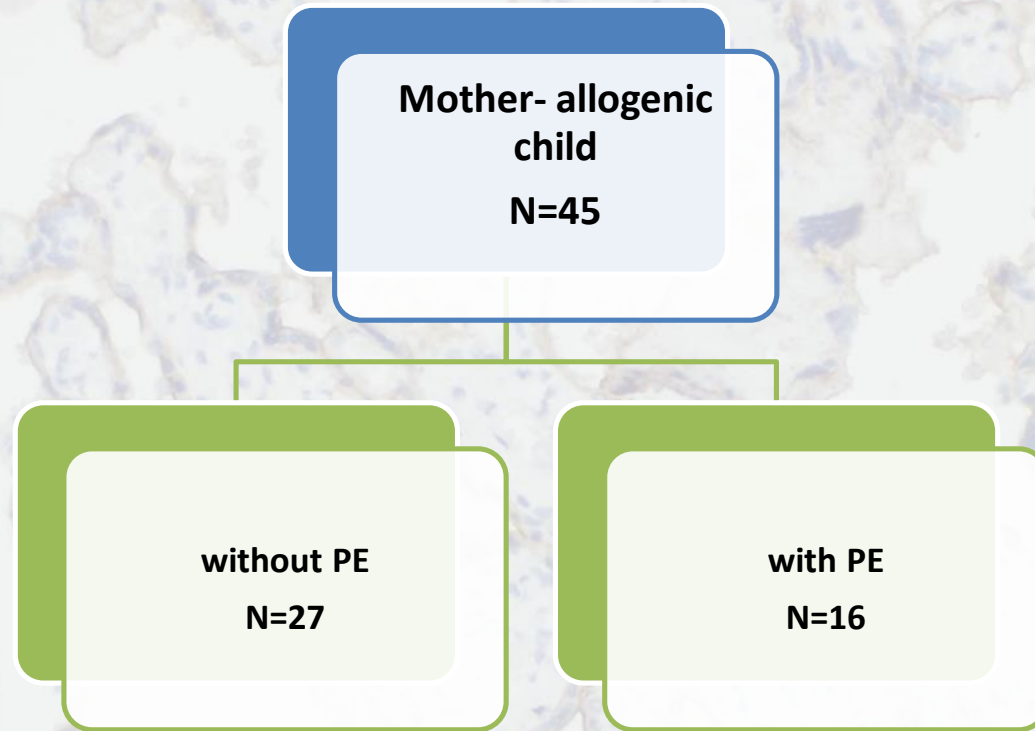 Mother- allogenic
child
N=45
without PE
N=27
with PE
N=16